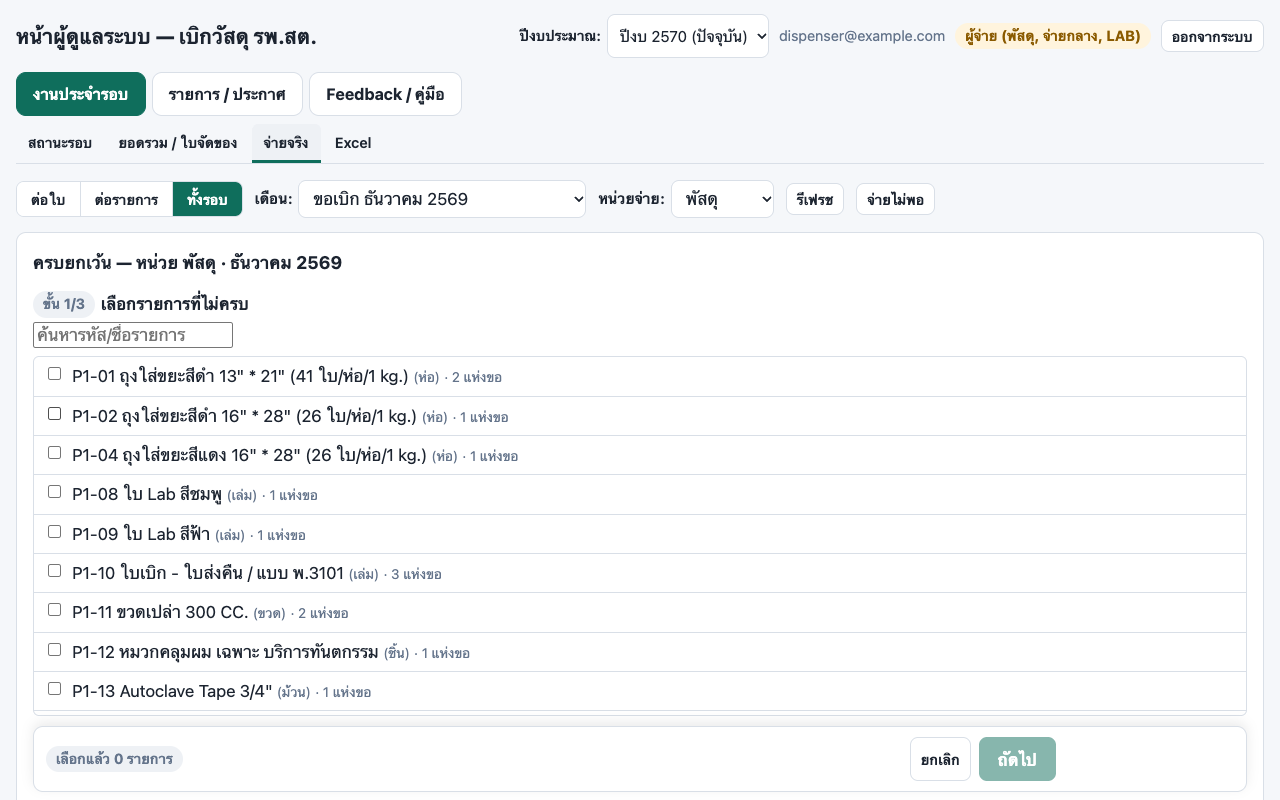 หน้าผู้ดูแลระบบ — เบิกวัสดุ รพ.สต.
ปีงบประมาณ: ปีงบ 2570 (ปัจจุบัน) dispenser@example.com ผู้จ่าย (พัสดุ, จ่ายกลาง, LAB) ออกจากระบบ
งานประจำรอบ รายการ / ประกาศ Feedback / คู่มือ
สถานะรอบ ยอดรวม / ใบจัดของ จ่ายจริง Excel
ต่อใบ ต่อรายการ ทั้งรอบ เดือน: ขอเบิก ธันวาคม 2569 หน่วยจ่าย: พัสดุ รีเฟรช จ่ายไม่พอ
ครบยกเว้น — หน่วย พัสดุ · ธันวาคม 2569
ขั้น 1/3 เลือกรายการที่ไม่ครบ
ค้นหารหัส/ชื่อรายการ
P1-01 ถุงใส่ขยะสีดำ 13" * 21" (41 ใบ/ห่อ/1 kg.) (ห่อ) · 2 แห่งขอ
P1-02 ถุงใส่ขยะสีดำ 16" * 28" (26 ใบ/ห่อ/1 kg.) (ห่อ) · 1 แห่งขอ
P1-04 ถุงใส่ขยะสีแดง 16" * 28" (26 ใบ/ห่อ/1 kg.) (ห่อ) · 1 แห่งขอ
P1-08 ใบ Lab สีชมพู (เล่ม) · 1 แห่งขอ
P1-09 ใบ Lab สีฟ้า (เล่ม) · 1 แห่งขอ
P1-10 ใบเบิก - ใบส่งคืน / แบบ พ.3101 (เล่ม) · 3 แห่งขอ
P1-11 ขวดเปล่า 300 CC. (ขวด) · 2 แห่งขอ
P1-12 หมวกคลุมผม เฉพาะ บริการทันตกรรม (ชิ้น) · 1 แห่งขอ
P1-13 Autoclave Tape 3/4" (ม้วน) · 1 แห่งขอ
เลือกแล้ว 0 รายการ ยกเลิก ถัดไป